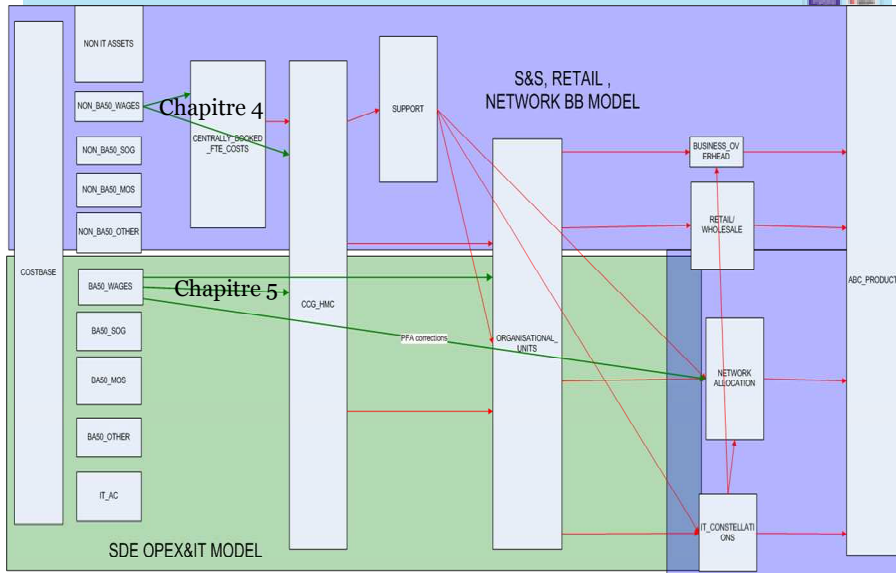 NON IT ASSETS
S&S, RETAIL ,
NETWORK BB MODEL
NON_BA50_WAGES
Chapitre 4
SUPPORT
CENTRALLY_BOOKED
_FTE_COSTS
NON_BA50_SOG
BUSINESS_OV
ERHEAD
NON_BA50_MOS
NON_BA50_OTHER
RETAIL/
WHOLESALE
COSTBASE
BA50_WAGES
Chapitre 5
CCG_HMC
ABC_PRODUCT
BA50_SOG
PFA corrections
ORGANISATIONAL_
UNITS
DA50_MOS
NETWORK
ALLOCATION
BA50_OTHER
IT_AC
IT_CONSTELLATI
ONS
SDE OPEX&IT MODEL